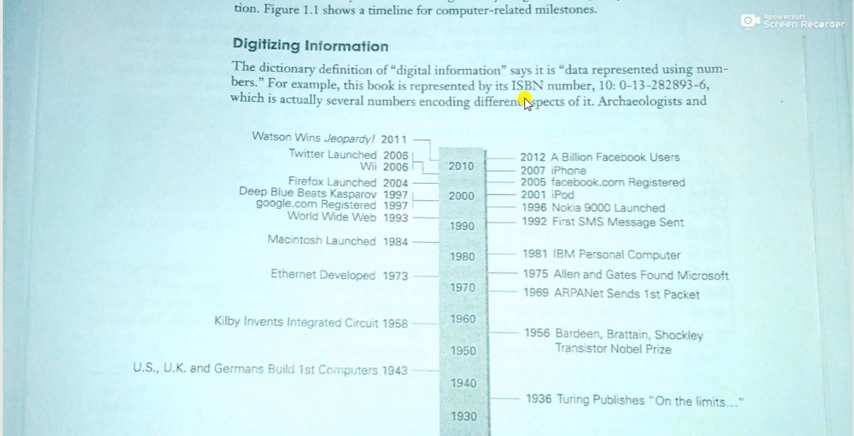 tion. Figure 1.1 shows a timeline for computer-related milestones.
Apowersoft
Screen Recorder
Digitizing Information
The dictionary definition of “digital information” says it is “data represented using num-
bers.” For example, this book is represented by its ISBN number, 10: 0-13-282893-6,
which is actually several numbers encoding different spects of it. Archaeologists and
Watson Wins Jeopardy! 2011
Twitter Launched 2006
Wii 2006
Firefox Launched 2004
Deep Blue Beats Kasparov 1997
google.com Registered 1997
World Wide Web 1993
Macintosh Launched 1984
Ethernet Developed 1973
Kilby Invents Integrated Circuit 1958
U.S., U.K. and Germans Build 1st Computers 1943
2010
2000
1990
1980
1970
1960
1950
1940
1930
2012 A Billion Facebook Users
2007 iPhone
2005 facebook.com Registered
2001 iPod
1996 Nokia 9000 Launched
1992 First SMS Message Sent
1981 IBM Personal Computer
1975 Allen and Gates Found Microsoft
1969 ARPANet Sends 1st Packet
1956 Bardeen, Brattain, Shockley
Transistor Nobel Prize
1936 Turing Publishes “On the limits...”